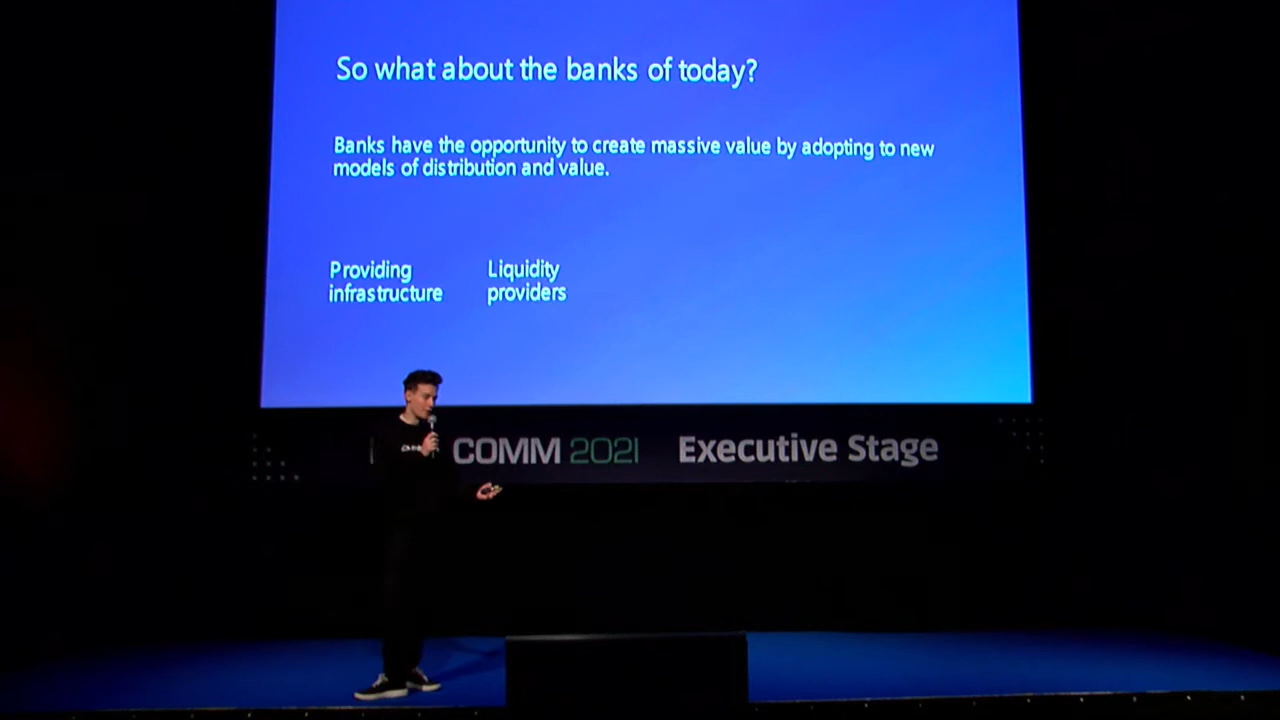 So what about the banks of today?
Banks have the opportunity to create massive value by adopting to new
models of distribution and value.
Providing
infrastructure
Liquidity
providers
COMM 2021 Executive Stage